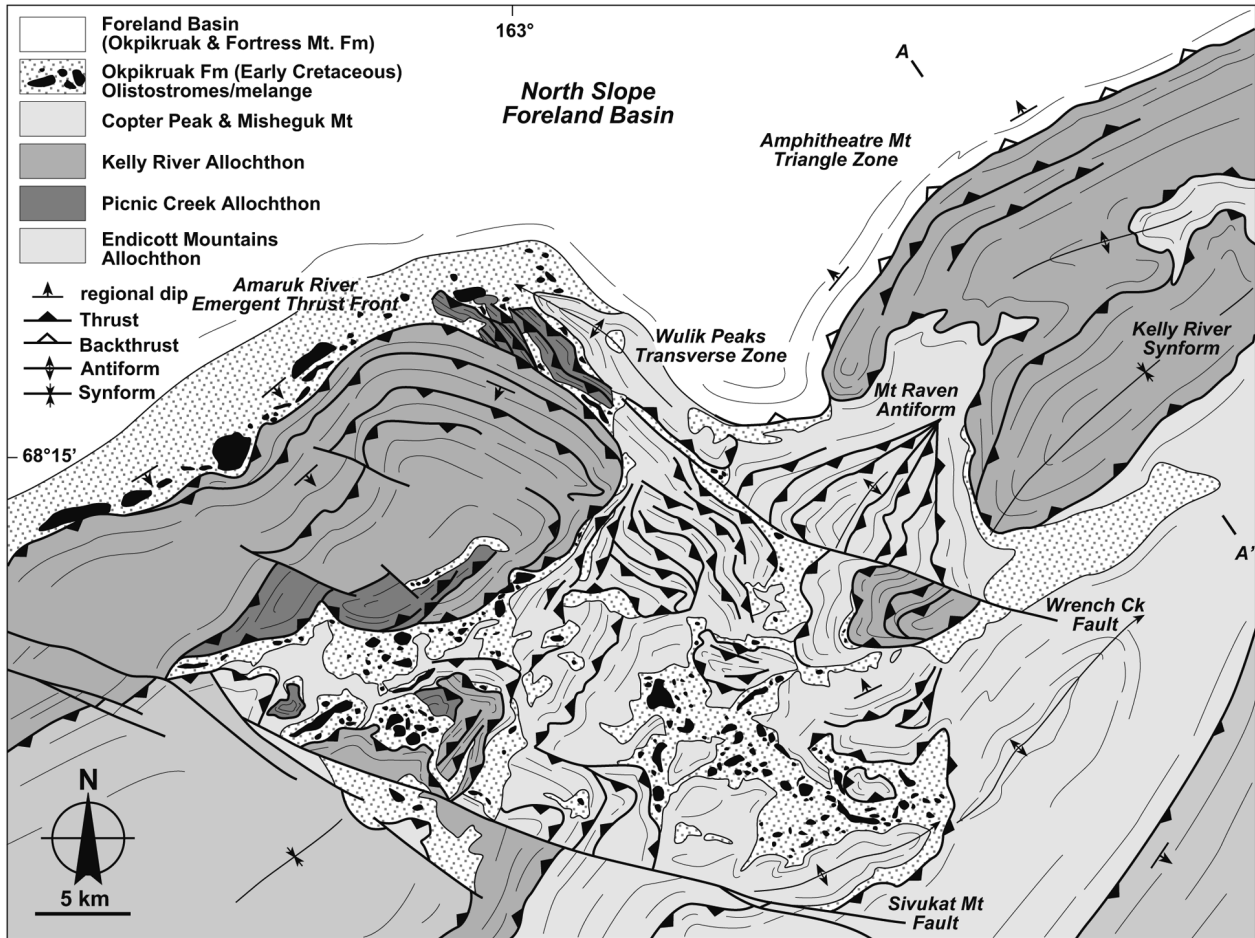 Foreland Basin
(Okpikruak & Fortress Mt. Fm)
Okpikruak Fm (Early Cretaceous)
Olistostromes/melange
Copter Peak & Misheguk Mt
Kelly River Allochthon
Picnic Creek Allochthon
Endicott Mountains
Allochthon
regional dip
Thrust
Backthrust
Antiform
Synform
163°
A
North Slope
Foreland Basin
Amphitheatre Mt
Triangle Zone
Amaruk River
Emergent Thrust Front
Wulik Peaks
Transverse Zone
Kelly River
Synform
Mt Raven
Antiform
68°15'
A'
Wrench Ck
Fault
N
5 km
Sivukat Mt
Fault